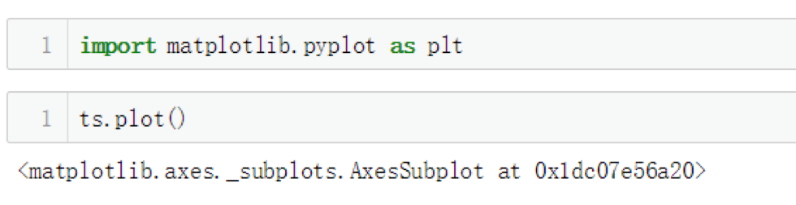 1 import matplotlib.pyplot as plt
1 ts.plot()
<matplotlib.axes._subplots.AxesSubplot at 0x1dc07e56a20>